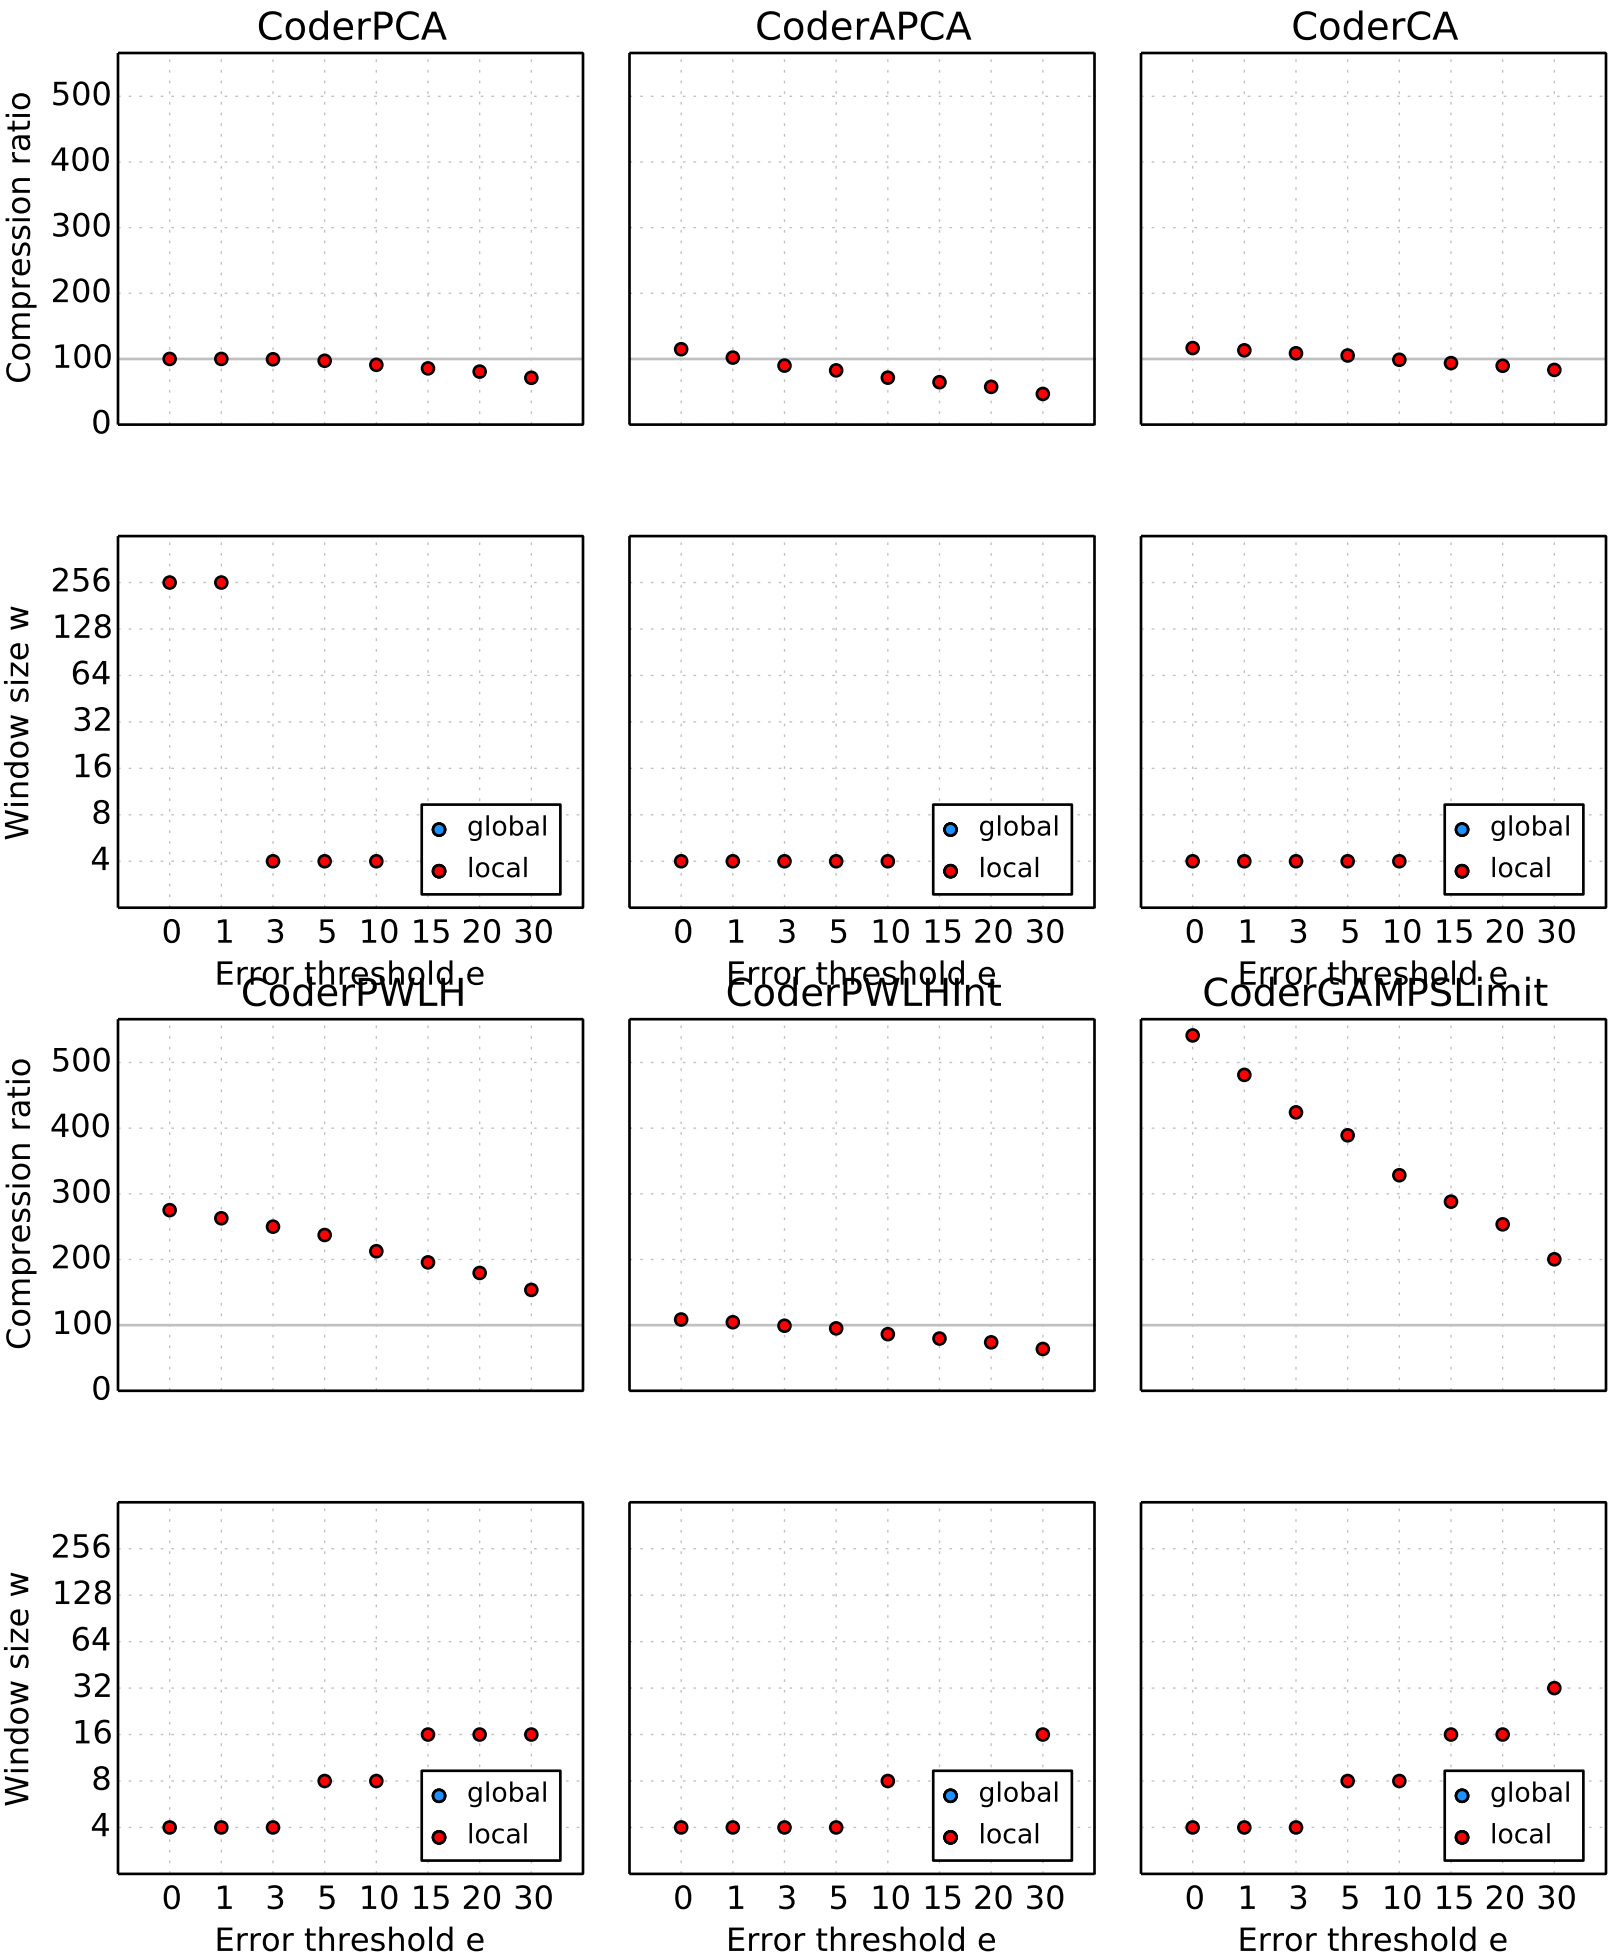 CoderPCA CoderAPCA CoderCA
Compression ratio
500
400
300
200
100
0
Window size w
256
128
64
32
16
8
4
global
local
global
local
global
local
0 1 3 5 10 15 20 30
0 1 3 5 10 15 20 30
0 1 3 5 10 15 20 30
Error threshold e Error threshold e Error threshold e
CoderPWLH CoderPWLHInt CoderGAMPSLimit
Compression ratio
500
400
300
200
100
0
Window size w
256
128
64
32
16
8
4
global
local
global
local
global
local
0 1 3 5 10 15 20 30
0 1 3 5 10 15 20 30
0 1 3 5 10 15 20 30
Error threshold e Error threshold e Error threshold e